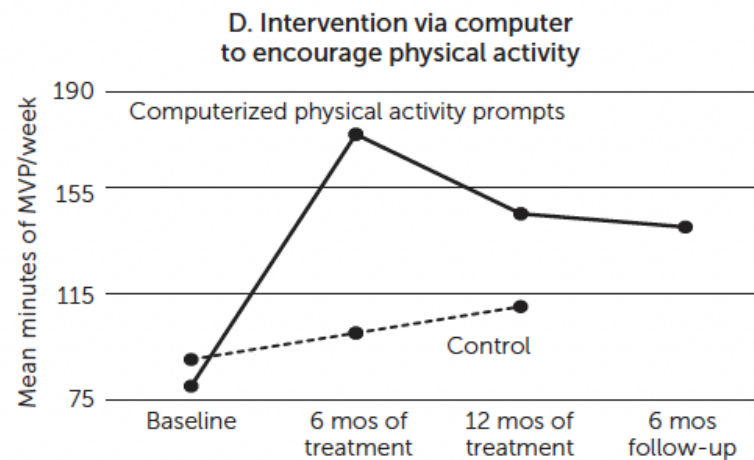 D. Intervention via computer
to encourage physical activity
Mean minutes of MVP/week
190
155
115
75
Computerized physical activity prompts
Control
Baseline
6 mos of
treatment
12 mos of
treatment
6 mos
follow-up